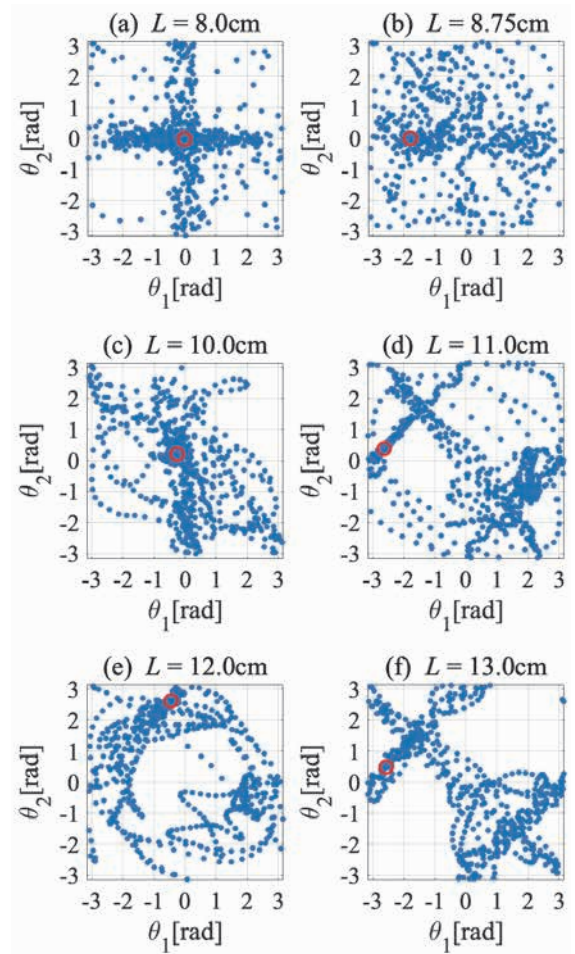 (a) L = 8.0cm
(b) L = 8.75cm
3
2
1
0
-1
-2
-3
θ2[rad]
-3 -2 -1 0 1 2 3
θ1[rad]
3
2
1
0
-1
-2
-3
θ2[rad]
-3 -2 -1 0 1 2 3
θ1[rad]
(c) L = 10.0cm
(d) L = 11.0cm
3
2
1
0
-1
-2
-3
θ2[rad]
-3 -2 -1 0 1 2 3
θ1[rad]
3
2
1
0
-1
-2
-3
θ2[rad]
-3 -2 -1 0 1 2 3
θ1[rad]
(e) L = 12.0cm
(f) L = 13.0cm
3
2
1
0
-1
-2
-3
θ2[rad]
-3 -2 -1 0 1 2 3
θ1[rad]
3
2
1
0
-1
-2
-3
θ2[rad]
-3 -2 -1 0 1 2 3
θ1[rad]